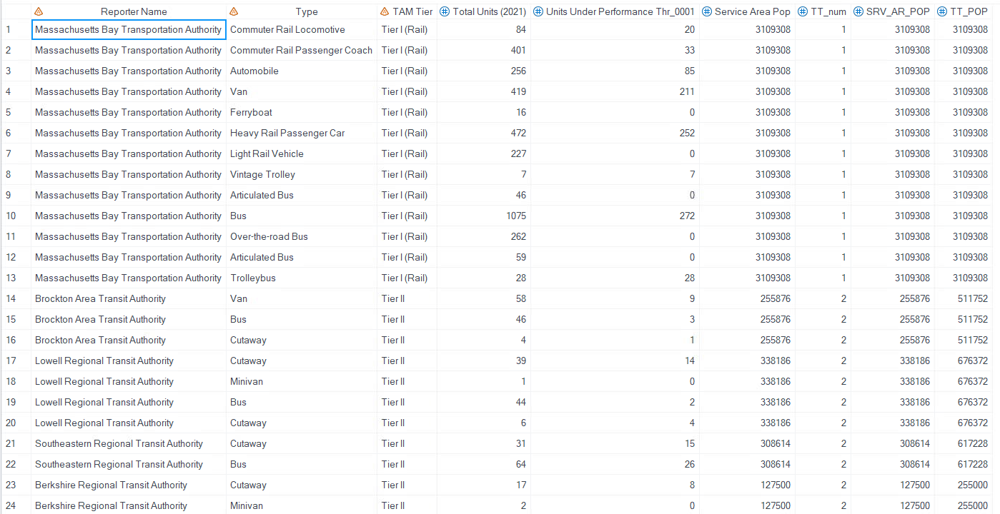 Reporter Name Type TAM Tier Total Units (2021) Units Under Performance Thr_0001 Service Area Pop TT_num SRV_AR_POP TT_POP
1 Massachusetts Bay Transportation Authority Commuter Rail Locomotive Tier I (Rail) 84 20 3109308 1 3109308 3109308
2 Massachusetts Bay Transportation Authority Commuter Rail Passenger Coach Tier I (Rail) 401 33 3109308 1 3109308 3109308
3 Massachusetts Bay Transportation Authority Automobile Tier I (Rail) 256 85 3109308 1 3109308 3109308
4 Massachusetts Bay Transportation Authority Van Tier I (Rail) 419 211 3109308 1 3109308 3109308
5 Massachusetts Bay Transportation Authority Ferryboat Tier I (Rail) 16 0 3109308 1 3109308 3109308
6 Massachusetts Bay Transportation Authority Heavy Rail Passenger Car Tier I (Rail) 472 252 3109308 1 3109308 3109308
7 Massachusetts Bay Transportation Authority Light Rail Vehicle Tier I (Rail) 227 0 3109308 1 3109308 3109308
8 Massachusetts Bay Transportation Authority Vintage Trolley Tier I (Rail) 7 7 3109308 1 3109308 3109308
9 Massachusetts Bay Transportation Authority Articulated Bus Tier I (Rail) 46 0 3109308 1 3109308 3109308
10 Massachusetts Bay Transportation Authority Bus Tier I (Rail) 1075 272 3109308 1 3109308 3109308
11 Massachusetts Bay Transportation Authority Over-the-road Bus Tier I (Rail) 262 0 3109308 1 3109308 3109308
12 Massachusetts Bay Transportation Authority Articulated Bus Tier I (Rail) 59 0 3109308 1 3109308 3109308
13 Massachusetts Bay Transportation Authority Trolleybus Tier I (Rail) 28 28 3109308 1 3109308 3109308
14 Brockton Area Transit Authority Van Tier II 58 9 255876 2 255876 511752
15 Brockton Area Transit Authority Bus Tier II 46 3 255876 2 255876 511752
16 Brockton Area Transit Authority Cutaway Tier II 4 1 255876 2 255876 511752
17 Lowell Regional Transit Authority Cutaway Tier II 39 14 338186 2 338186 676372
18 Lowell Regional Transit Authority Minivan Tier II 1 0 338186 2 338186 676372
19 Lowell Regional Transit Authority Bus Tier II 44 2 338186 2 338186 676372
20 Lowell Regional Transit Authority Cutaway Tier II 6 4 338186 2 338186 676372
21 Southeastern Regional Transit Authority Cutaway Tier II 31 15 308614 2 308614 617228
22 Southeastern Regional Transit Authority Bus Tier II 64 26 308614 2 308614 617228
23 Berkshire Regional Transit Authority Cutaway Tier II 17 8 127500 2 127500 255000
24 Berkshire Regional Transit Authority Minivan Tier II 2 0 127500 2 127500 255000